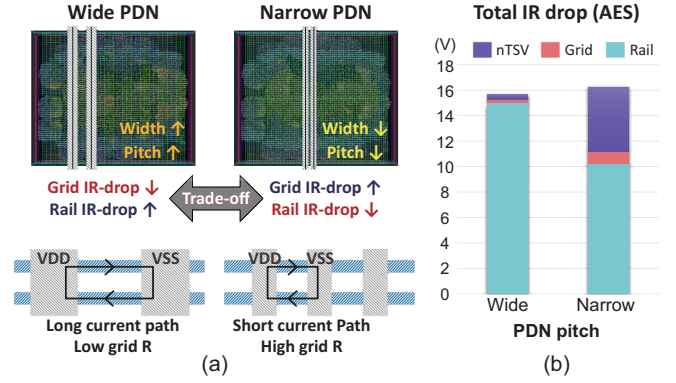 Wide PDN
Narrow PDN
Width ↑
Pitch ↑
Width ↓
Pitch ↓
Grid IR-drop ↓
Rail IR-drop ↑
Trade-off
Grid IR-drop ↑
Rail IR-drop ↓
VDD
VSS
VDD
VSS
Long current path
Low grid R
Short current Path
High grid R
(a)
Total IR drop (AES)
(V)
nTSV
Grid
Rail
18
16
14
12
10
8
6
4
2
0
Wide
Narrow
PDN pitch
(b)